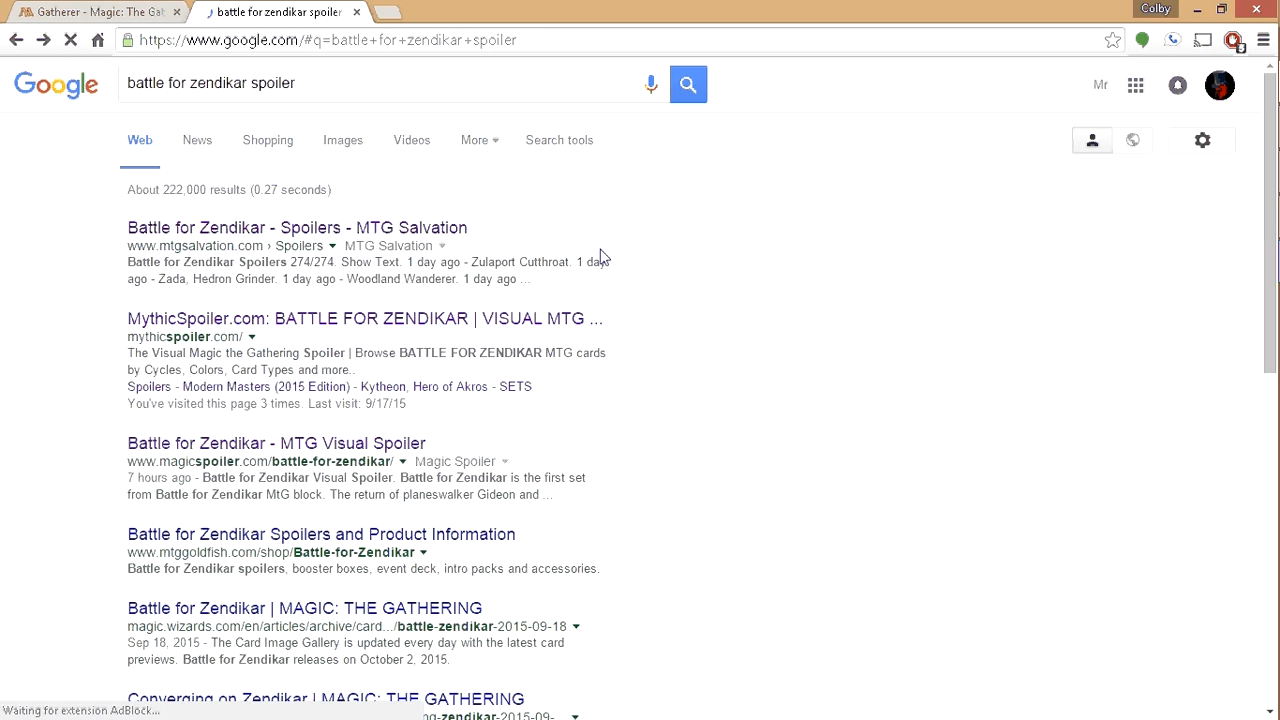 Gatherer - Magic: The Gat
battle for zendikar spoiler
Colby
https://www.google.com/#q=battle+for+zendikar+spoiler
Google
battle for zendikar spoiler
Mr
Web News Shopping Images Videos More Search tools
About 222,000 results (0.27 seconds)
Battle for Zendikar - Spoilers - MTG Salvation
www.mtgsalvation.com › Spoilers MTG Salvation
Battle for Zendikar Spoilers 274/274. Show Text. 1 day ago - Zulaport Cutthroat. 1 day
ago - Zada, Hedron Grinder. 1 day ago - Woodland Wanderer. 1 day ago ...
MythicSpoiler.com: BATTLE FOR ZENDIKAR | VISUAL MTG ...
mythicspoiler.com/
The Visual Magic the Gathering Spoiler | Browse BATTLE FOR ZENDIKAR MTG cards
by Cycles, Colors, Card Types and more..
Spoilers - Modern Masters (2015 Edition) - Kytheon, Hero of Akros - SETS
You've visited this page 3 times. Last visit: 9/17/15
Battle for Zendikar - MTG Visual Spoiler
www.magicspoiler.com/battle-for-zendikar/ Magic Spoiler
7 hours ago - Battle for Zendikar Visual Spoiler. Battle for Zendikar is the first set
from Battle for Zendikar MtG block. The return of planeswalker Gideon and ...
Battle for Zendikar Spoilers and Product Information
www.mtggoldfish.com/shop/Battle-for-Zendikar
Battle for Zendikar spoilers, booster boxes, event deck, intro packs and accessories.
Battle for Zendikar | MAGIC: THE GATHERING
magic.wizards.com/en/articles/archive/card.../battle-zendikar-2015-09-18
Sep 18, 2015 - The Card Image Gallery is updated every day with the latest card
previews. Battle for Zendikar releases on October 2, 2015.
Converging on Zendikar | MAGIC: THE GATHERING
ng-zendikar-2015-09-
Waiting for extension AdBlock...